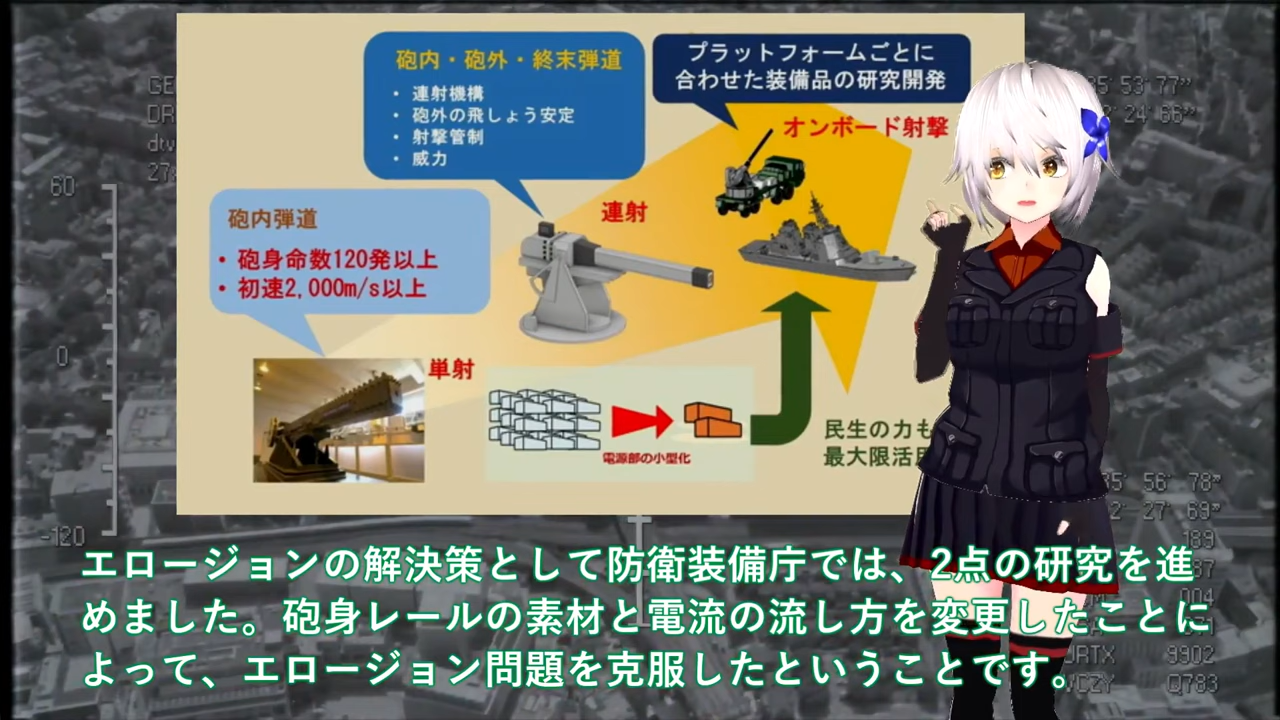 砲内・砲外・終末弾道
・ 連射機構
・ 砲外の飛しょう安定
・ 射撃管制
・ 威力
プラットフォームごとに
合わせた装備品の研究開発
オンボード射撃
砲内弾道
・ 砲身命数120発以上
・ 初速2,000m/s以上
連射
単射
電源部の小型化
民生の力も
最大限活用
60
0
-120
エロージョンの解決策として防衛装備庁では、2点の研究を進
めました。砲身レールの素材と電流の流し方を変更したことに
よって、エロージョン問題を克服したということです。